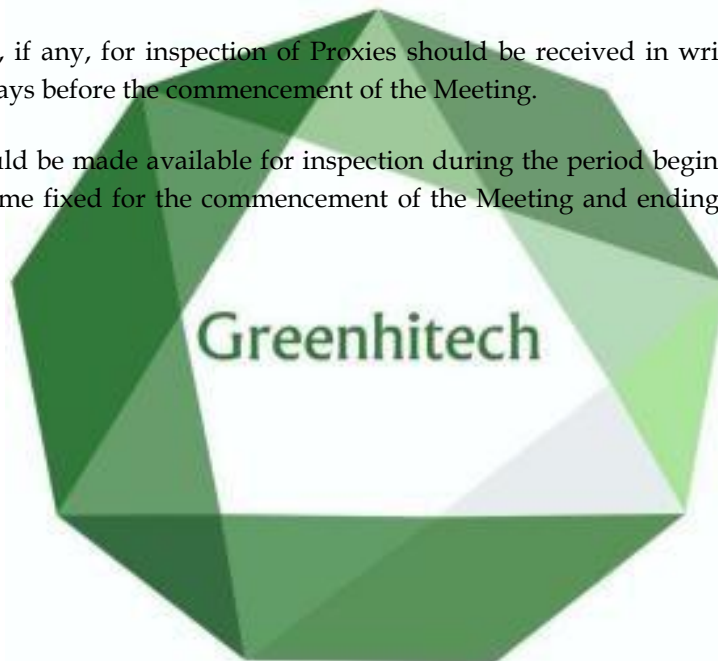 , if any, for inspection of Proxies should be received in wri
ays before the commencement of the Meeting.
uld be made available for inspection during the period begin
me fixed for the commencement of the Meeting and ending
Greenhitech